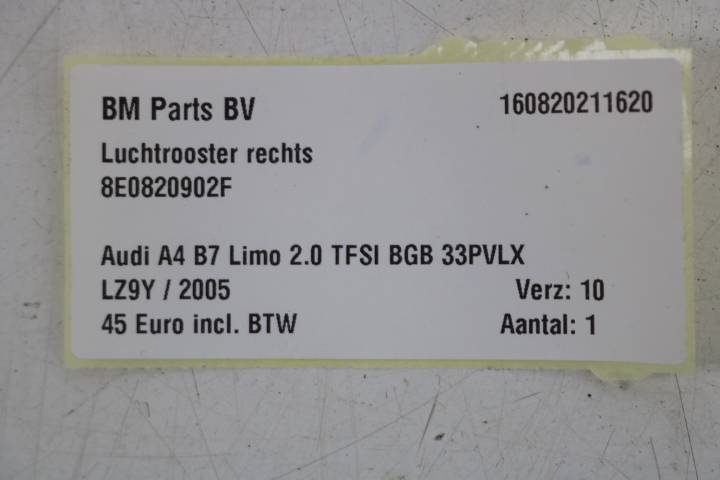 BM Parts BV 160820211620
Luchtrooster rechts
8E0820902F
Audi A4 B7 Limo 2.0 TFSI BGB 33PVLX
LZ9Y / 2005 Verz: 10
45 Euro incl. BTW Aantal: 1